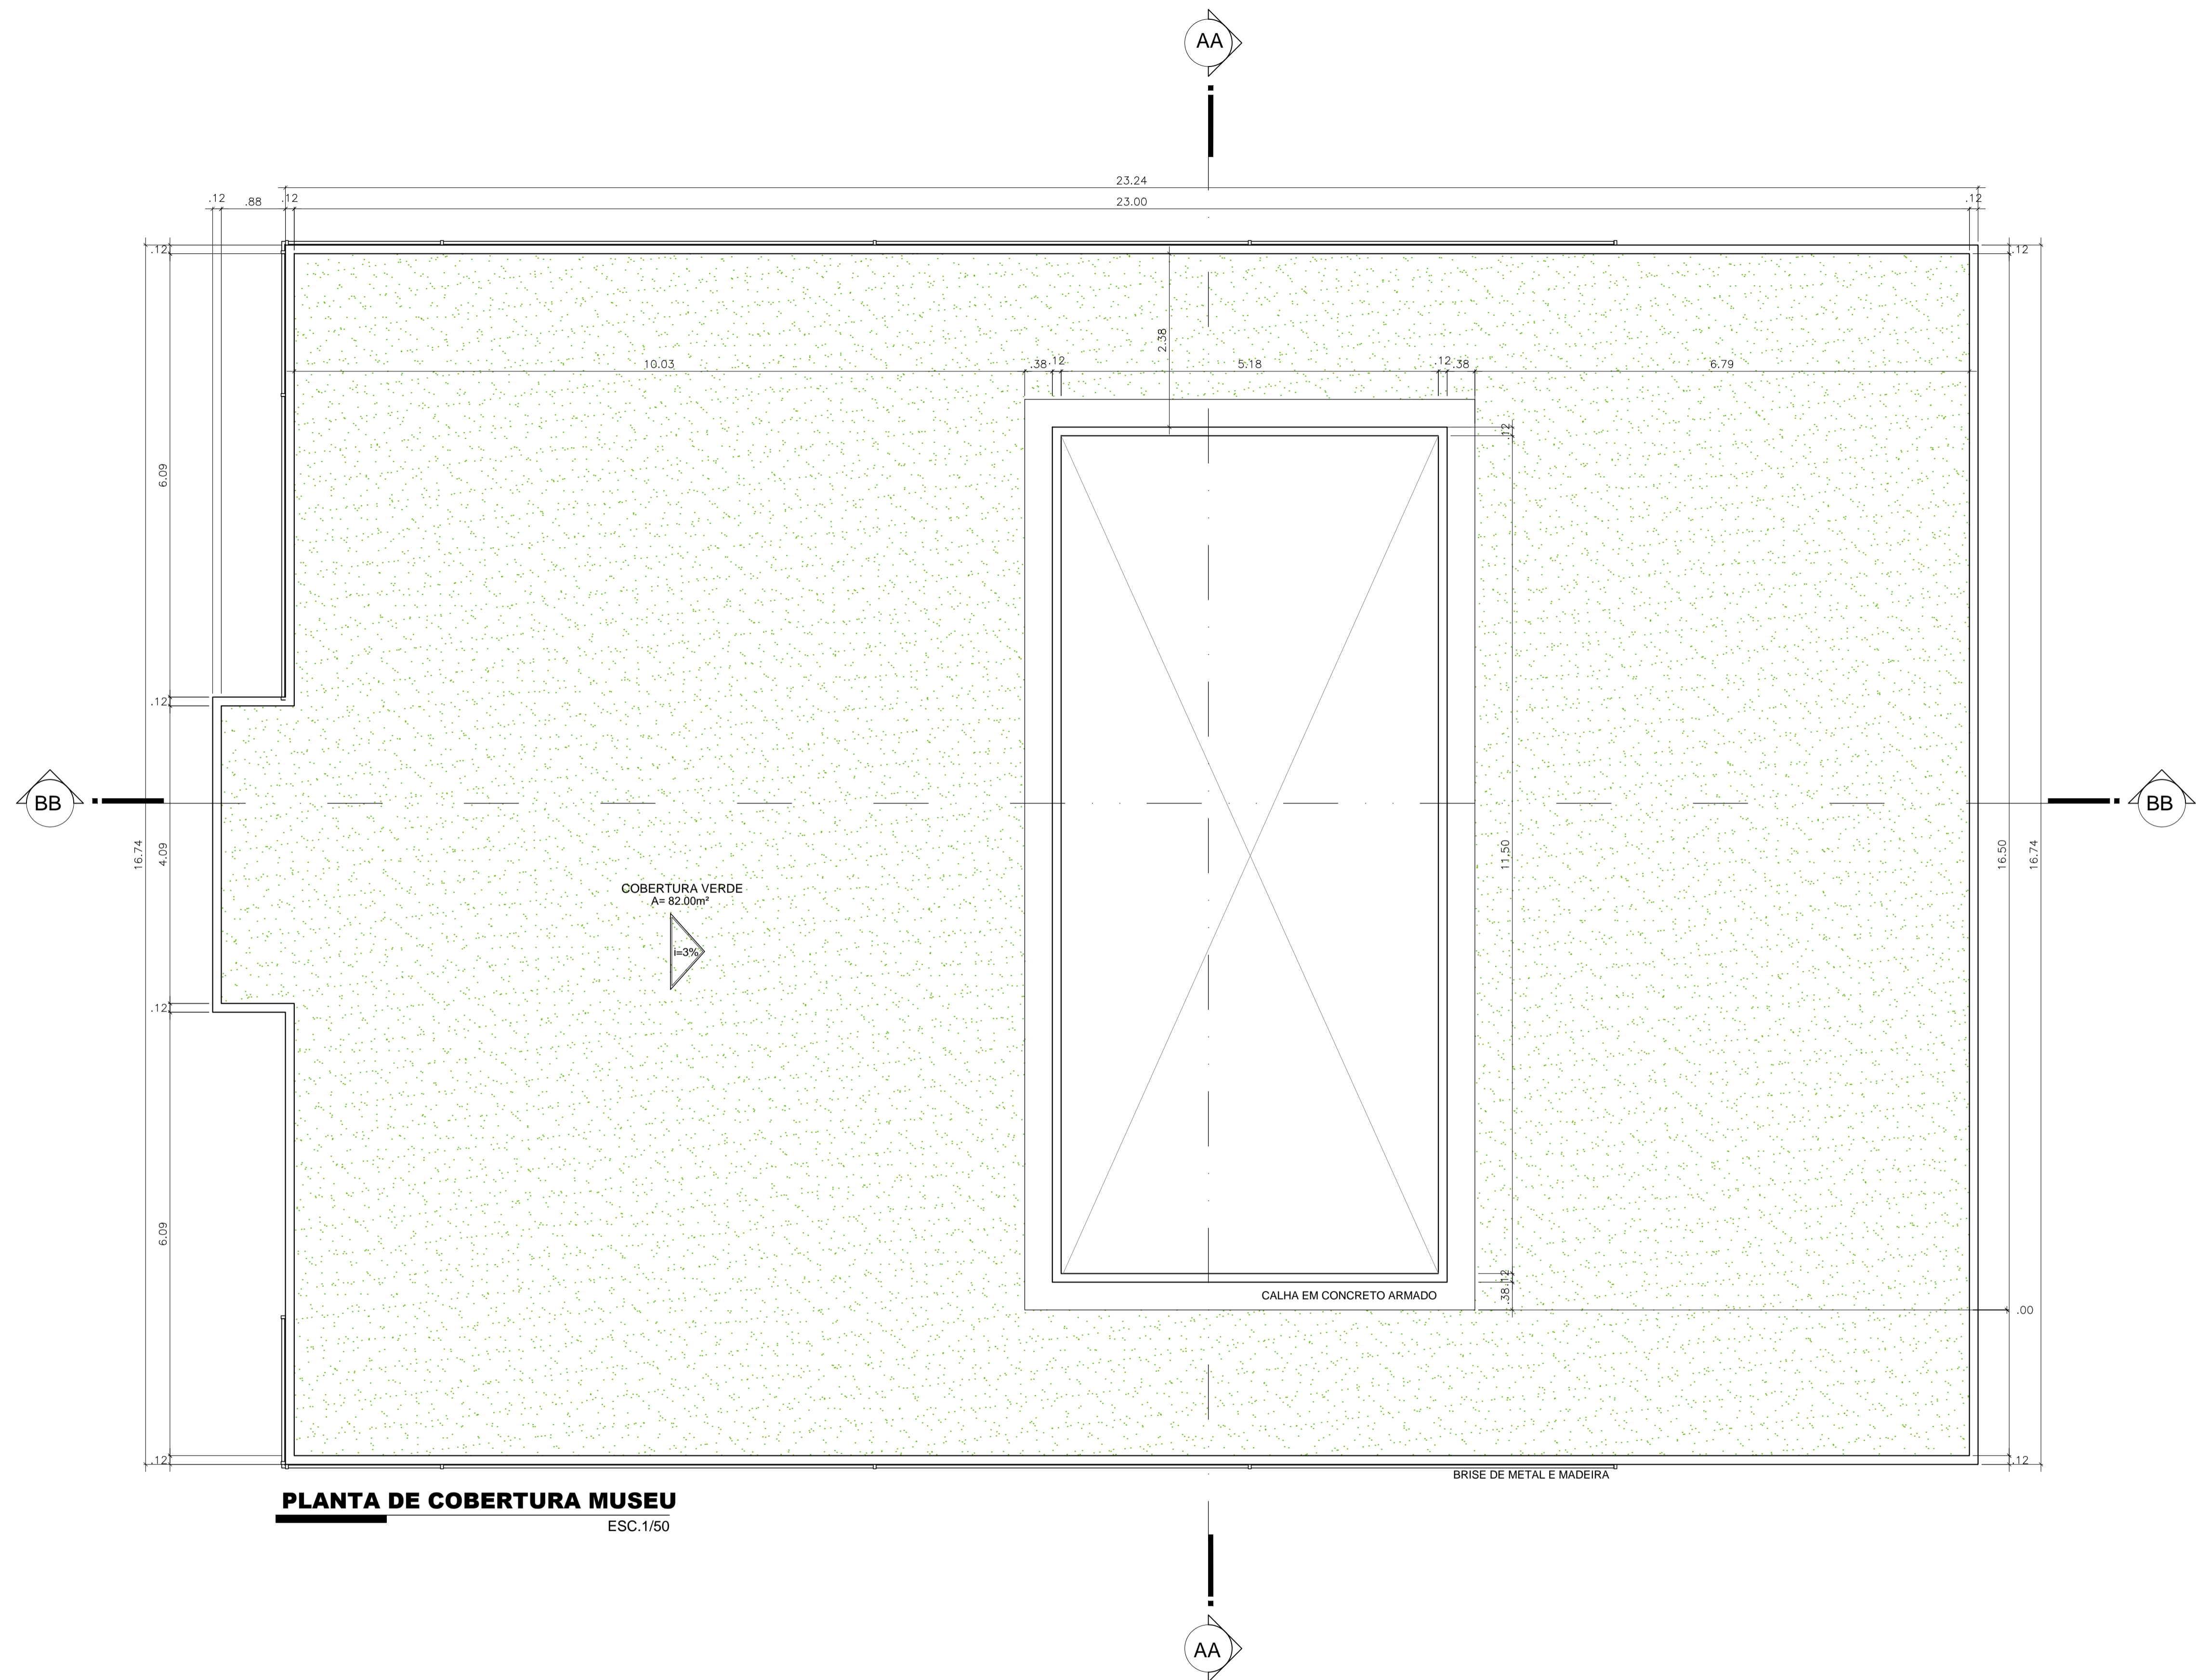 AA
23.24
.12
.88
.12
23.00
.12
.12
.12
2.38
10.03
.38
.12
5.18
.12
.38
6.79
.12
6.09
.12
BB
BB
16.74
4.09
11.50
16.50
16.74
COBERTURA VERDE
A= 82.00m²
i=3%
.12
6.09
CALHA EM CONCRETO ARMADO
.12
.38
.00
.12
.12
BRISE DE METAL E MADEIRA
PLANTA DE COBERTURA MUSEU
ESC.1/50
AA